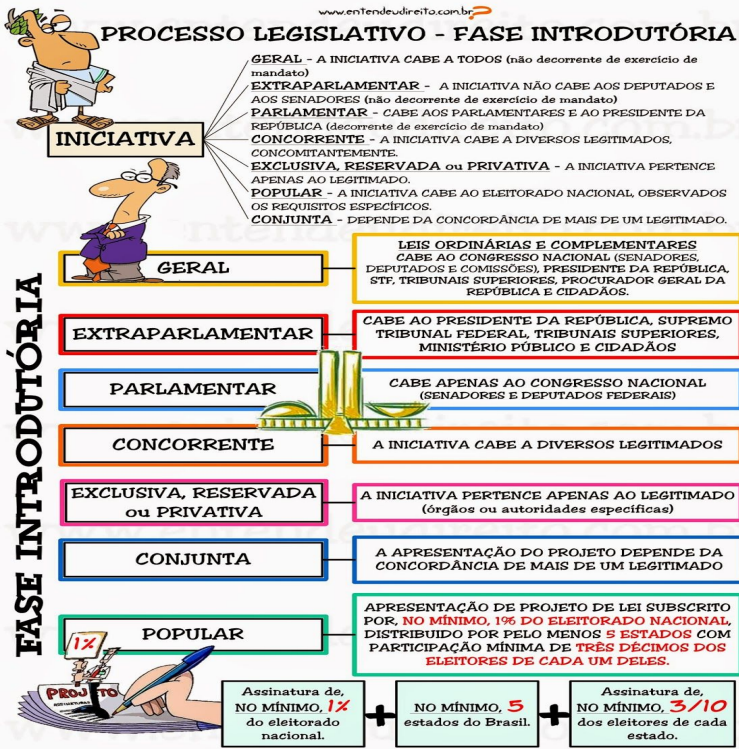 www.entendeudireito.com.br
PROCESSO LEGISLATIVO - FASE INTRODUTÓRIA
INICIATIVA
GERAL - A INICIATIVA CABE A TODOS (não decorrente de exercício de
mandato)
EXTRAPARLAMENTAR - A INICIATIVA NÃO CABE AOS DEPUTADOS E
AOS SENADORES (não decorrente de exercício de mandato)
PARLAMENTAR - CABE AOS PARLAMENTARES E AO PRESIDENTE DA
REPÚBLICA (decorrente de exercício de mandato)
CONCORRENTE - A INICIATIVA CABE A DIVERSOS LEGITIMADOS,
CONCOMITANTEMENTE.
EXCLUSIVA, RESERVADA ou PRIVATIVA - A INICIATIVA PERTENCE
APENAS AO LEGITIMADO.
POPULAR - A INICIATIVA CABE AO ELEITORADO NACIONAL, OBSERVADOS
OS REQUISITOS ESPECÍFICOS.
CONJUNTA - DEPENDE DA CONCORDÂNCIA DE MAIS DE UM LEGITIMADO.
FASE INTRODUTÓRIA
GERAL
LEIS ORDINÁRIAS E COMPLEMENTARES
CABE AO CONGRESSO NACIONAL (SENADORES,
DEPUTADOS E COMISSÕES), PRESIDENTE DA REPÚBLICA,
STF, TRIBUNAIS SUPERIORES, PROCURADOR GERAL DA
REPÚBLICA E CIDADÃOS.
EXTRAPARLAMENTAR
CABE AO PRESIDENTE DA REPÚBLICA, SUPREMO
TRIBUNAL FEDERAL, TRIBUNAIS SUPERIORES,
MINISTÉRIO PÚBLICO E CIDADÃOS
PARLAMENTAR
CABE APENAS AO CONGRESSO NACIONAL
(SENADORES E DEPUTADOS FEDERAIS)
CONCORRENTE
A INICIATIVA CABE A DIVERSOS LEGITIMADOS
EXCLUSIVA, RESERVADA
ou PRIVATIVA
A INICIATIVA PERTENCE APENAS AO LEGITIMADO
(órgãos ou autoridades específicas)
CONJUNTA
A APRESENTAÇÃO DO PROJETO DEPENDE DA
CONCORDÂNCIA DE MAIS DE UM LEGITIMADO
POPULAR
APRESENTAÇÃO DE PROJETO DE LEI SUBSCRITO
POR, NO MÍNIMO, 1% DO ELEITORADO NACIONAL,
DISTRIBUIDO POR PELO MENOS 5 ESTADOS COM
PARTICIPAÇÃO MÍNIMA DE TRÊS DÉCIMOS DOS
ELEITORES DE CADA UM DELES.
1%
PROJETO
Assinatura de,
NO MÍNIMO, 1%
do eleitorado
nacional.
+
NO MÍNIMO, 5
estados do Brasil.
+
Assinatura de,
NO MÍNIMO, 3/10
dos eleitores de cada
estado.